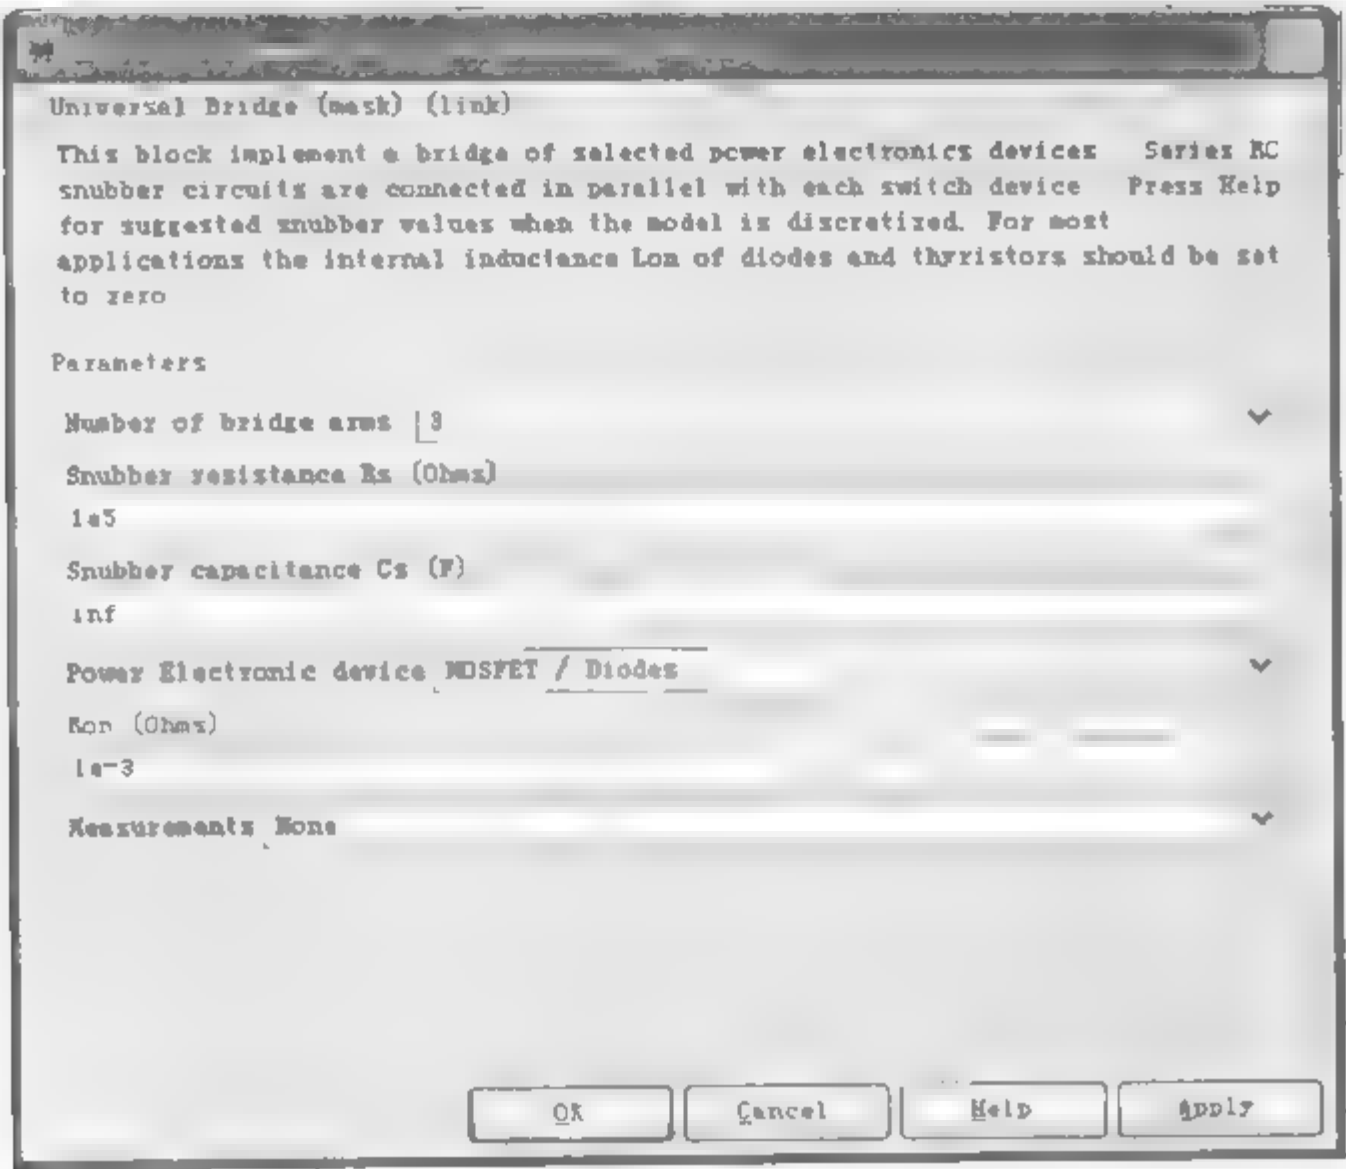 Universal Bridge (mask) (link)
This block implement a bridge of selected power electronics devices Series RC
snubber circuits are connected in parallel with each switch device Press Help
for suggested snubber values when the model is discretized. For most
applications the internal inductance Lon of diodes and thyristors should be set
to zero
Parameters
Number of bridge arms 3
Snubber resistance Rs (Ohms)
1e5
Snubber capacitance Cs (F)
inf
Power Electronic device MOSFET / Diodes
Ron (Ohms)
1e-3
Measurements None
OK Cancel Help Apply